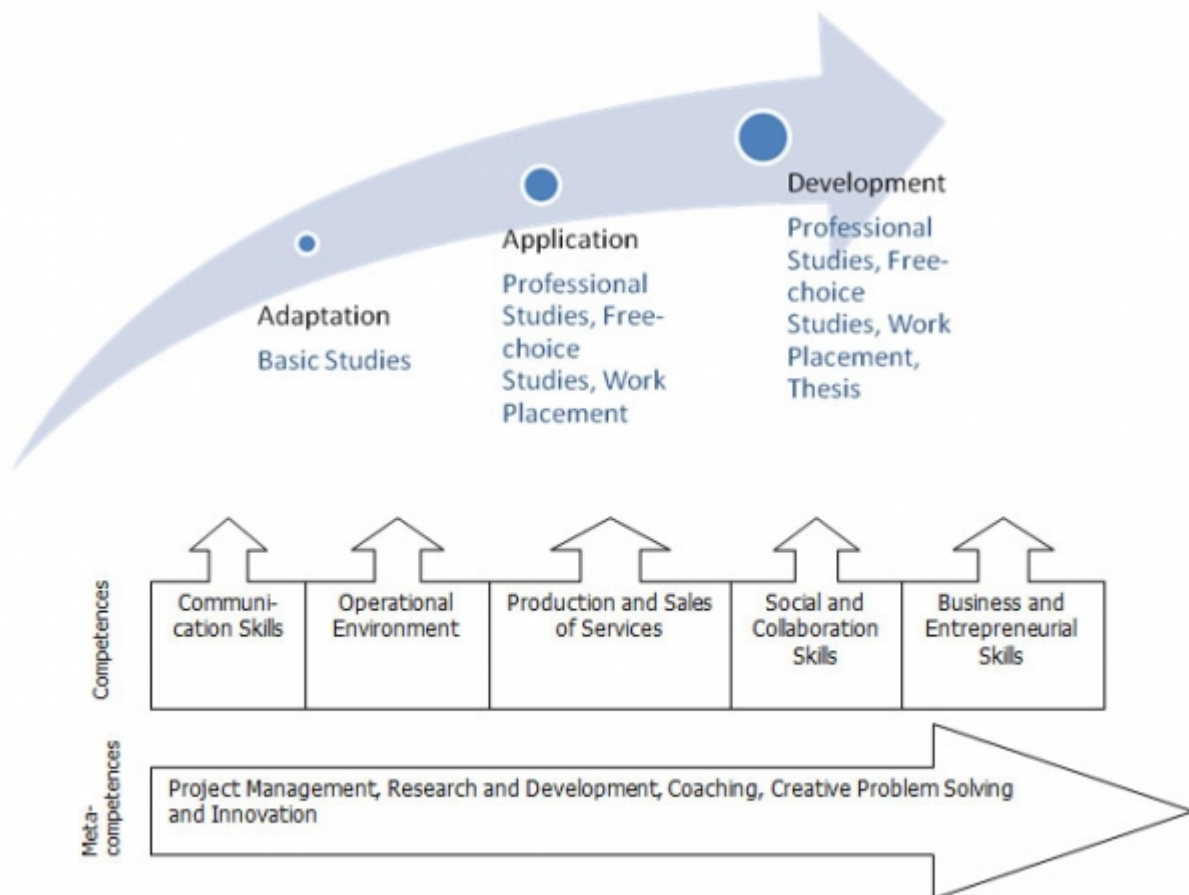 Development
Professional
Studies, Free-
choice
Studies, Work
Placement,
Thesis
Application
Professional
Studies, Free-
choice
Studies, Work
Placement
Adaptation
Basic Studies
Competences
Communi-
cation Skills
Operational
Environment
Production and Sales
of Services
Social and
Collaboration
Skills
Business and
Entrepreneurial
Skills
Meta-
competences
Project Management, Research and Development, Coaching, Creative Problem Solving
and Innovation